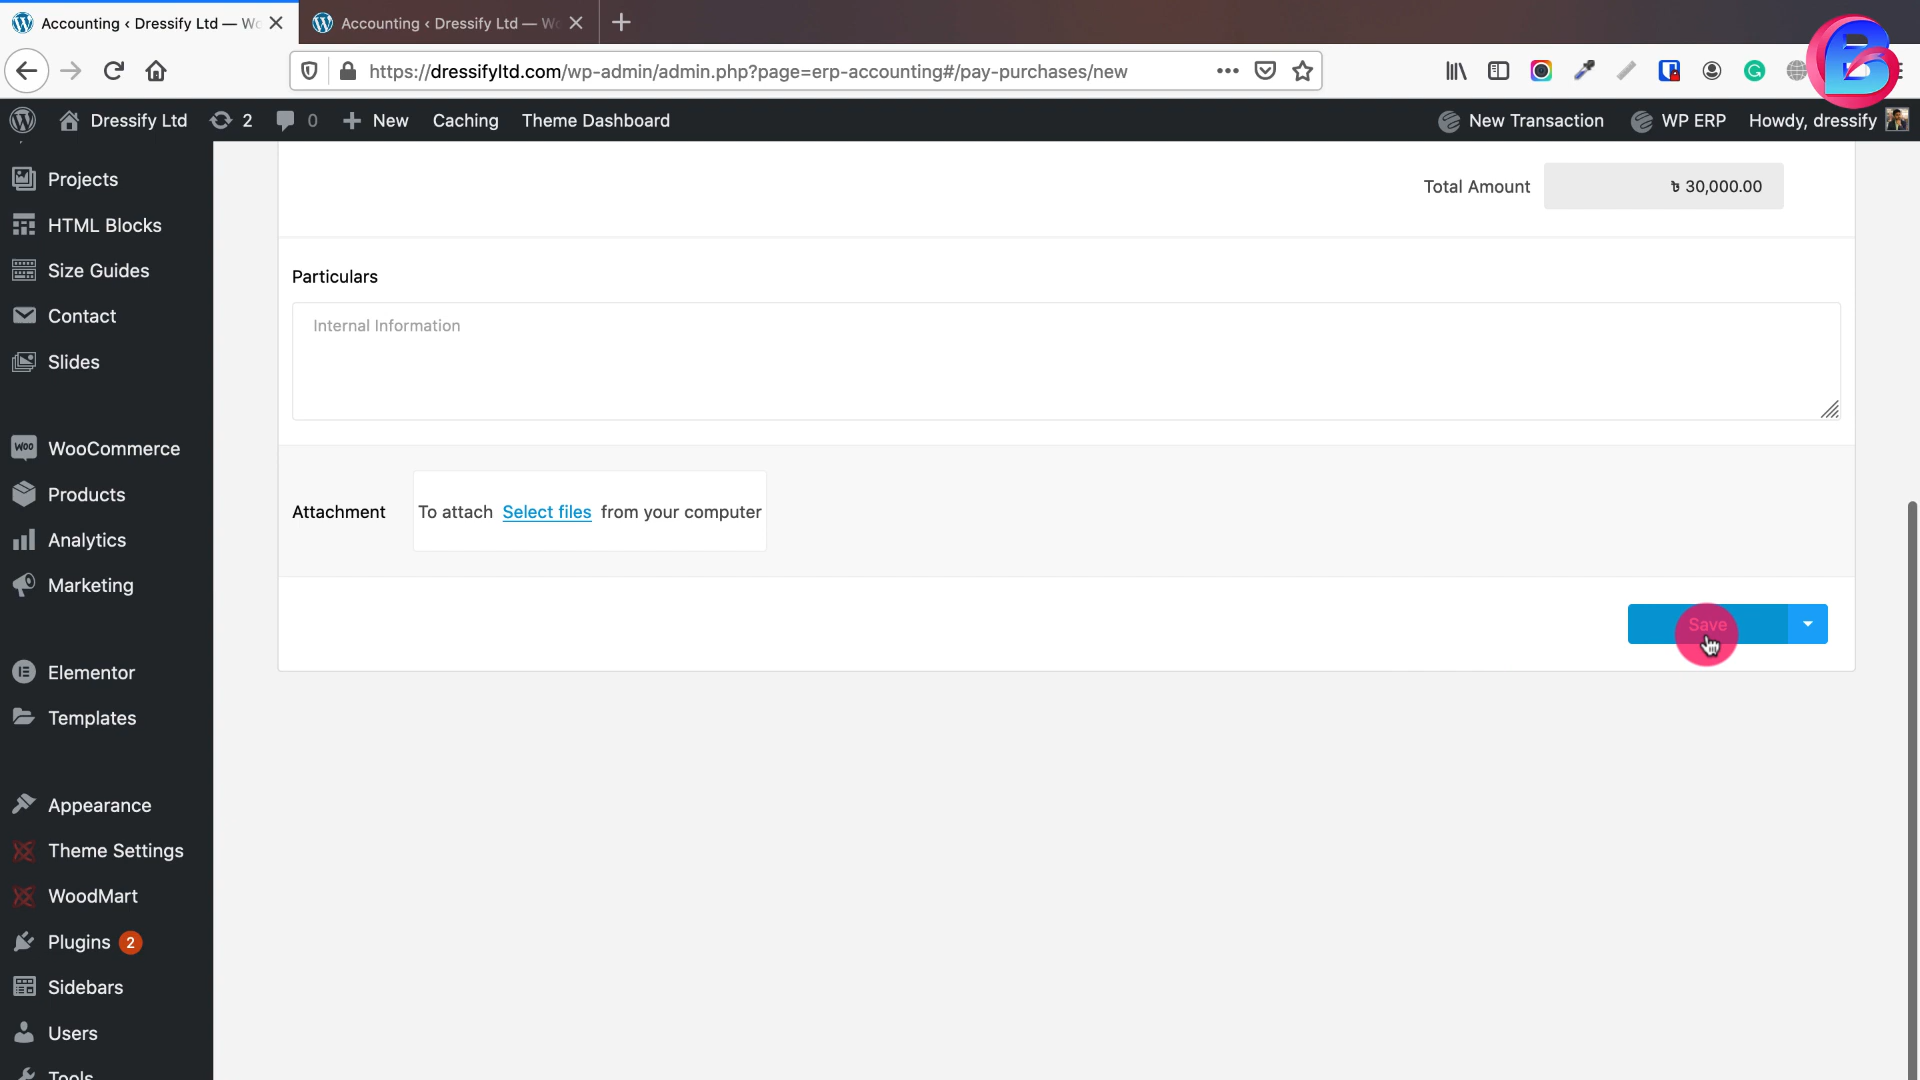 Accounting ‹ Dressify Ltd — Wo
Accounting ‹ Dressify Ltd — Wo
https://dressifyltd.com/wp-admin/admin.php?page=erp-accounting#/pay-purchases/new
Dressify Ltd
2
0
New
Caching
Theme Dashboard
New Transaction
WP ERP
Howdy, dressify
Projects
HTML Blocks
Size Guides
Contact
Slides
WooCommerce
Products
Analytics
Marketing
Elementor
Templates
Appearance
Theme Settings
WoodMart
Plugins 2
Sidebars
Users
Tools
Total Amount
৳ 30,000.00
Particulars
Internal Information
Attachment
To attach Select files from your computer
Save